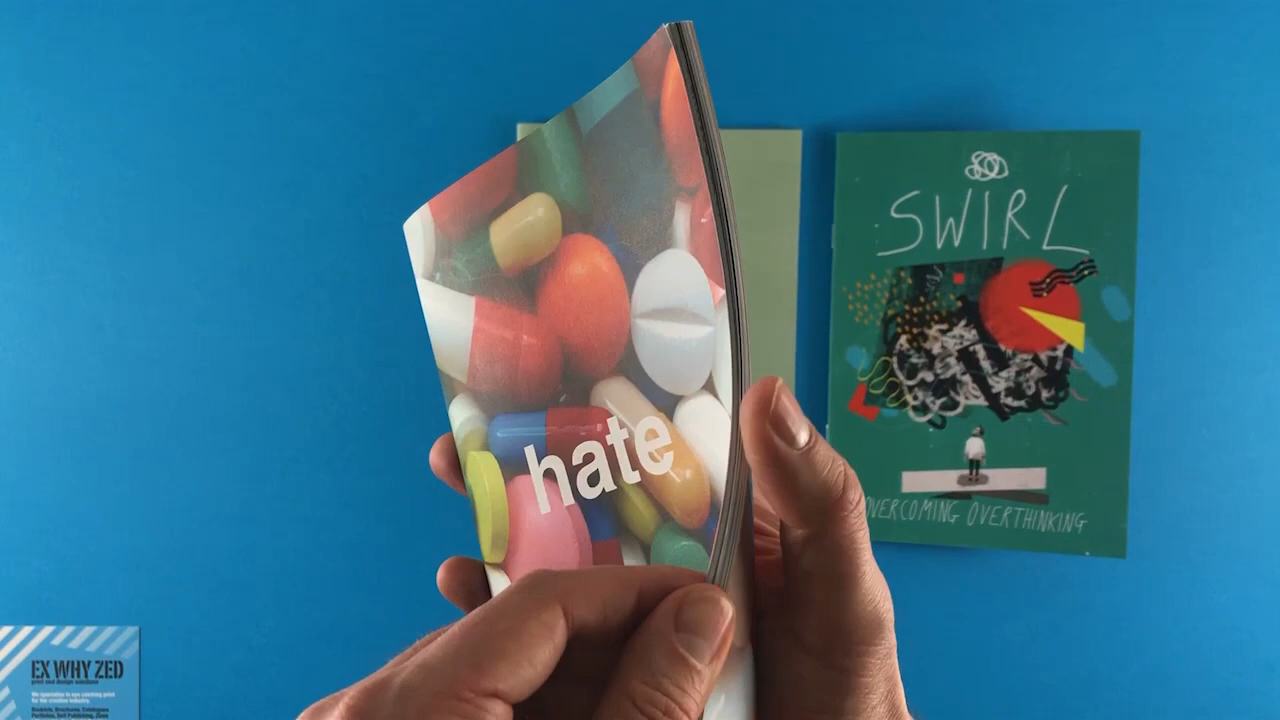 hate
SWIRL
OVERCOMING OVERTHINKING
EX WHY ZED
print and design solutions
We specialise in eye catching print
for the creative industry.
Booklets, Brochures, Catalogues
Portfolios, Self Publishing, Zines